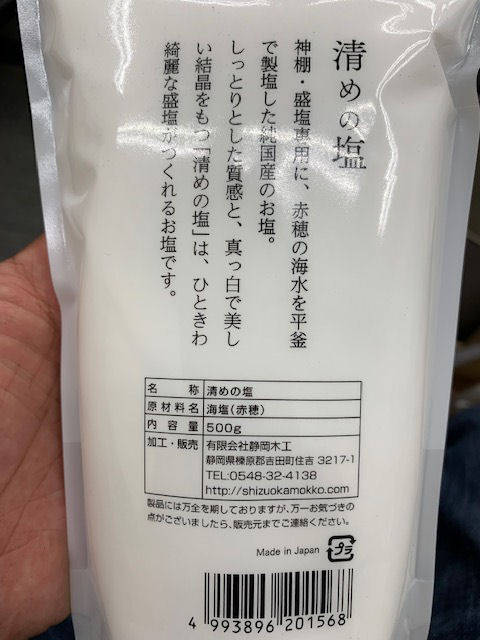 清めの塩
神棚・盛塩専用に、赤穂の海水を平釜
で製塩した純国産のお塩。
しっとりとした質感と、真っ白で美し
い結晶をもつ「清めの塩」は、ひときわ
綺麗な盛塩がつくれるお塩です。
名 称 清めの塩
原材料名 海塩(赤穂)
内 容 量 500g
加工・販売 有限会社静岡木工
静岡県榛原郡吉田町住吉 3217-1
TEL:0548-32-4138
http://shizuokamokko.com
製品には万全を期しておりますが、万一お気づきの
点がございましたら、販売元までご連絡ください。
Made in Japan プラ
4 993896 201568